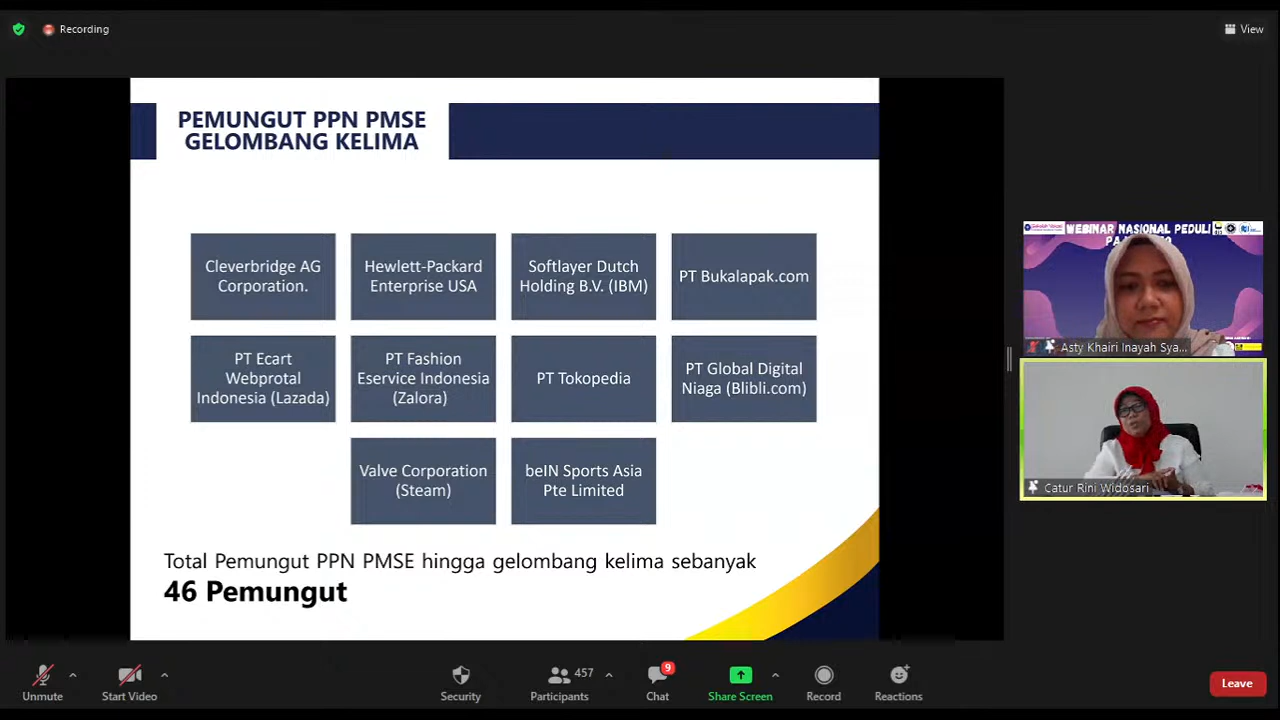 Recording
View
PEMUNGUT PPN PMSE
GELOMBANG KELIMA
Cleverbridge AG
Corporation.
Hewlett-Packard
Enterprise USA
Softlayer Dutch
Holding B.V. (IBM)
PT Bukalapak.com
PT Ecart
Webprotal
Indonesia (Lazada)
PT Fashion
Eservice Indonesia
(Zalora)
PT Tokopedia
PT Global Digital
Niaga (Blibli.com)
Valve Corporation
(Steam)
beIN Sports Asia
Pte Limited
Total Pemungut PPN PMSE hingga gelombang kelima sebanyak
46 Pemungut
WEBINAR NASIONAL PEDULI
Asty Khairi Inayah Sya...
Catur Rini Widosari
Unmute
Start Video
Security
457
Participants
9
Chat
Share Screen
Record
Reactions
Leave